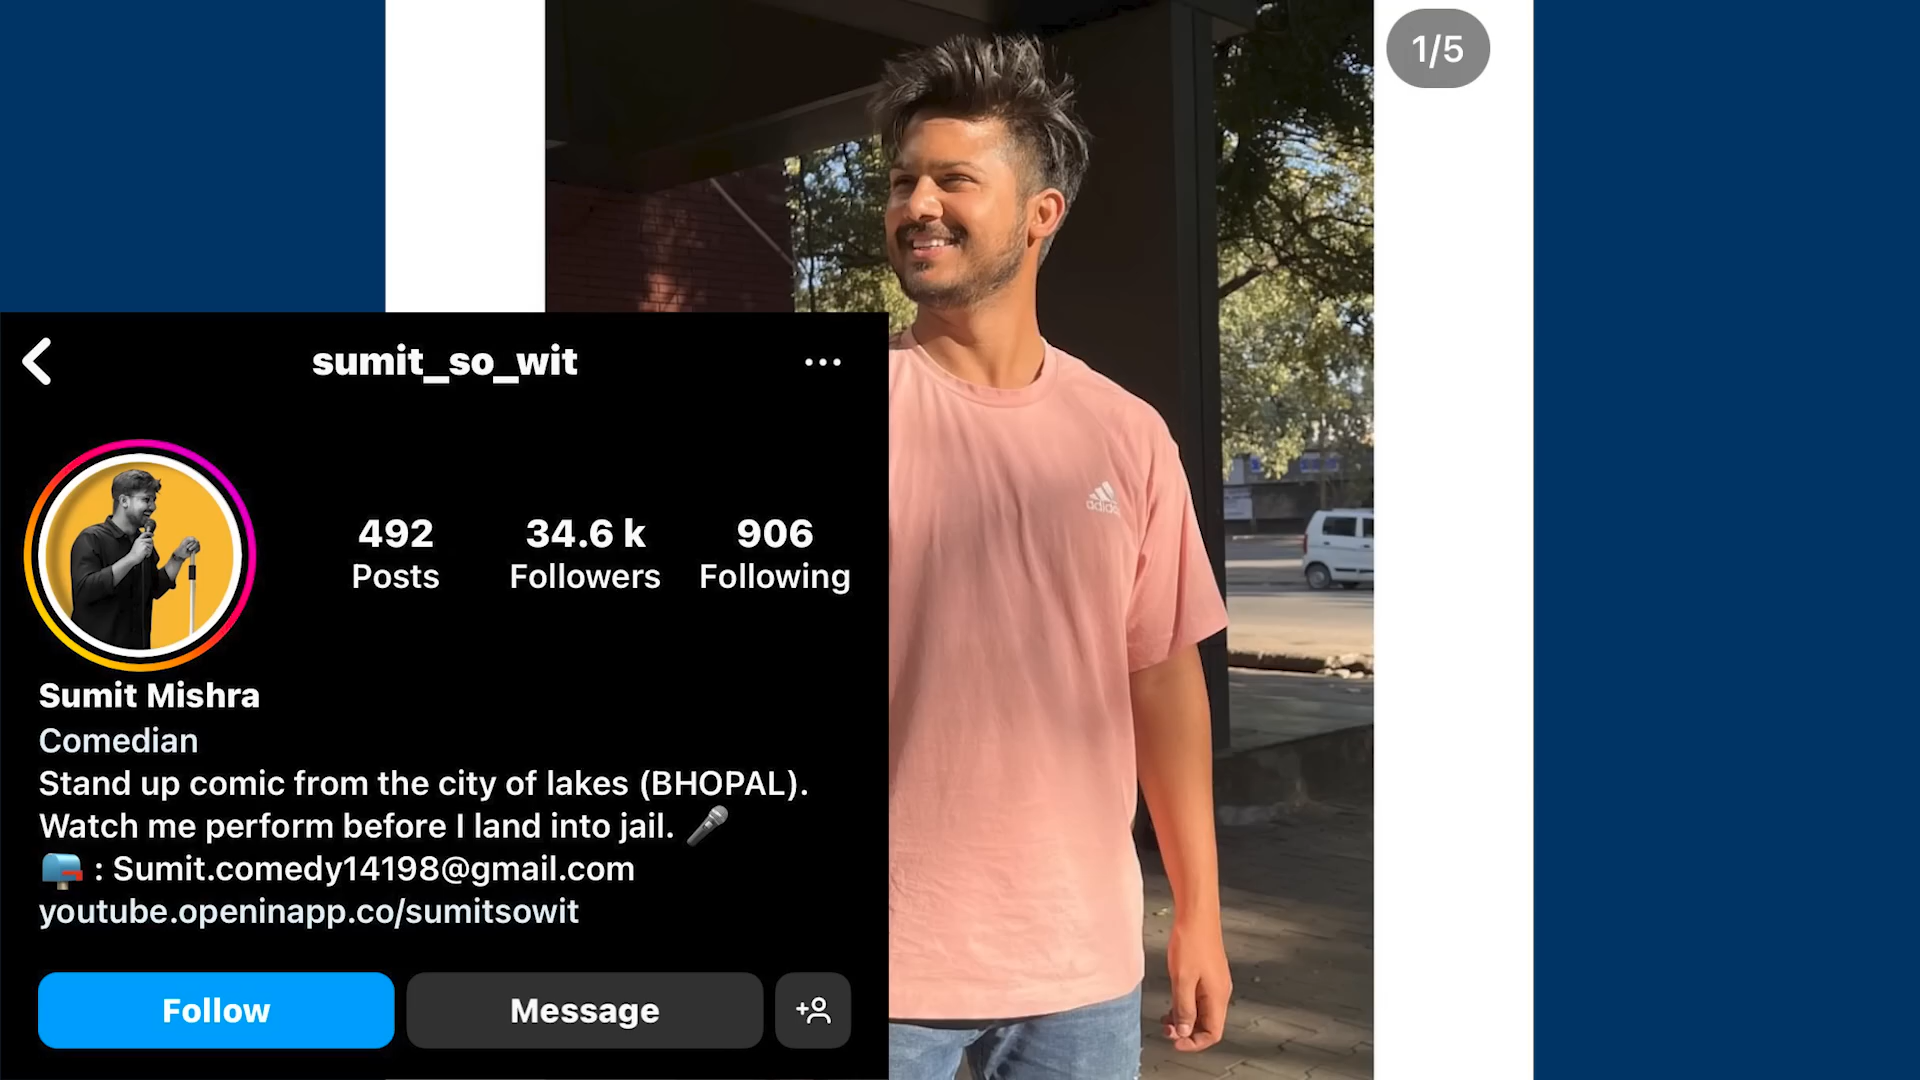 1/5
sumit_so_wit
492
Posts
34.6 k
Followers
906
Following
Sumit Mishra
Comedian
Stand up comic from the city of lakes (BHOPAL).
Watch me perform before I land into jail. 🎤
📪 : Sumit.comedy14198@gmail.com
youtube.openinapp.co/sumitsowit
Follow
Message
adidas